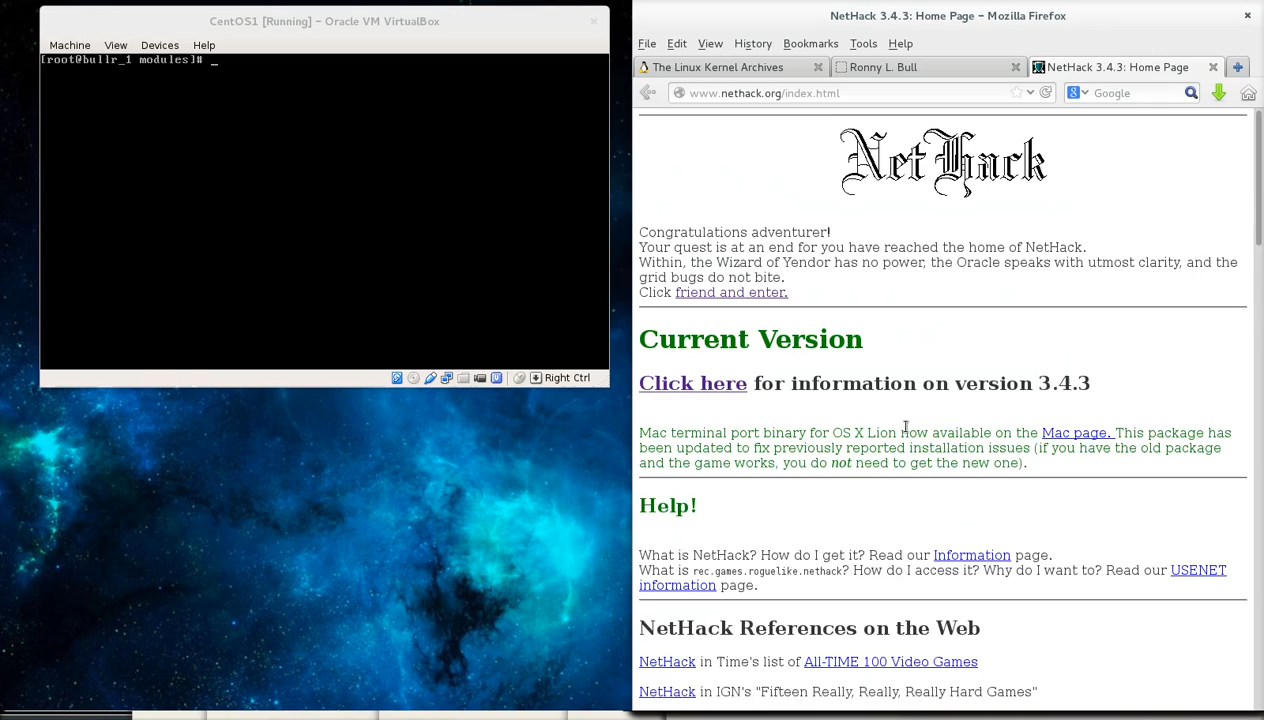 CentOS1 [Running] - Oracle VM VirtualBox
Machine View Devices Help
[root@bullr_1 modules]# _
Right Ctrl
NetHack 3.4.3: Home Page - Mozilla Firefox
File Edit View History Bookmarks Tools Help
The Linux Kernel Archives
Ronny L. Bull
NetHack 3.4.3: Home Page
www.nethack.org/index.html
Google
NetHack
Congratulations adventurer!
Your quest is at an end for you have reached the home of NetHack.
Within, the Wizard of Yendor has no power, the Oracle speaks with utmost clarity, and the
grid bugs do not bite.
Click friend and enter.
Current Version
Click here for information on version 3.4.3
Mac terminal port binary for OS X Lion now available on the Mac page. This package has
been updated to fix previously reported installation issues (if you have the old package
and the game works, you do not need to get the new one).
Help!
What is NetHack? How do I get it? Read our Information page.
What is rec.games.roguelike.nethack? How do I access it? Why do I want to? Read our USENET
information page.
NetHack References on the Web
NetHack in Time's list of All-TIME 100 Video Games
NetHack in IGN's "Fifteen Really, Really, Really Hard Games"